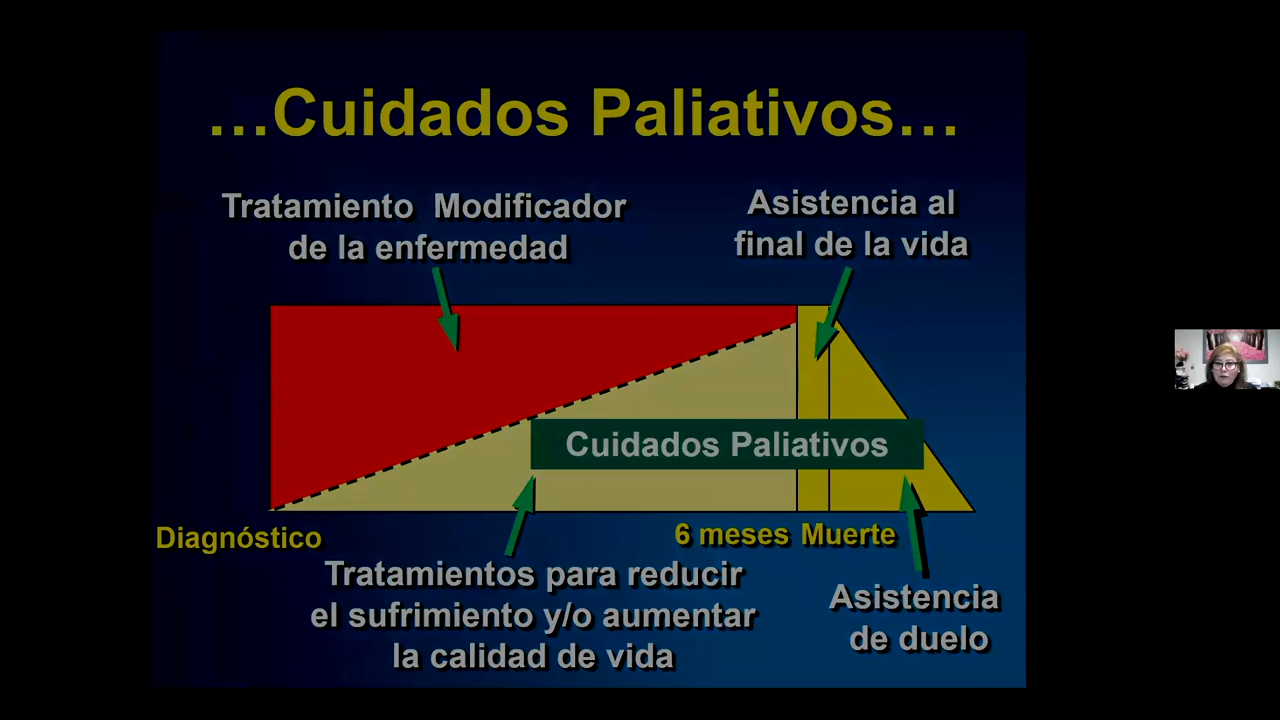 …Cuidados Paliativos…
Tratamiento Modificador
de la enfermedad
Asistencia al
final de la vida
Cuidados Paliativos
Diagnóstico
6 meses Muerte
Tratamientos para reducir
el sufrimiento y/o aumentar
la calidad de vida
Asistencia
de duelo